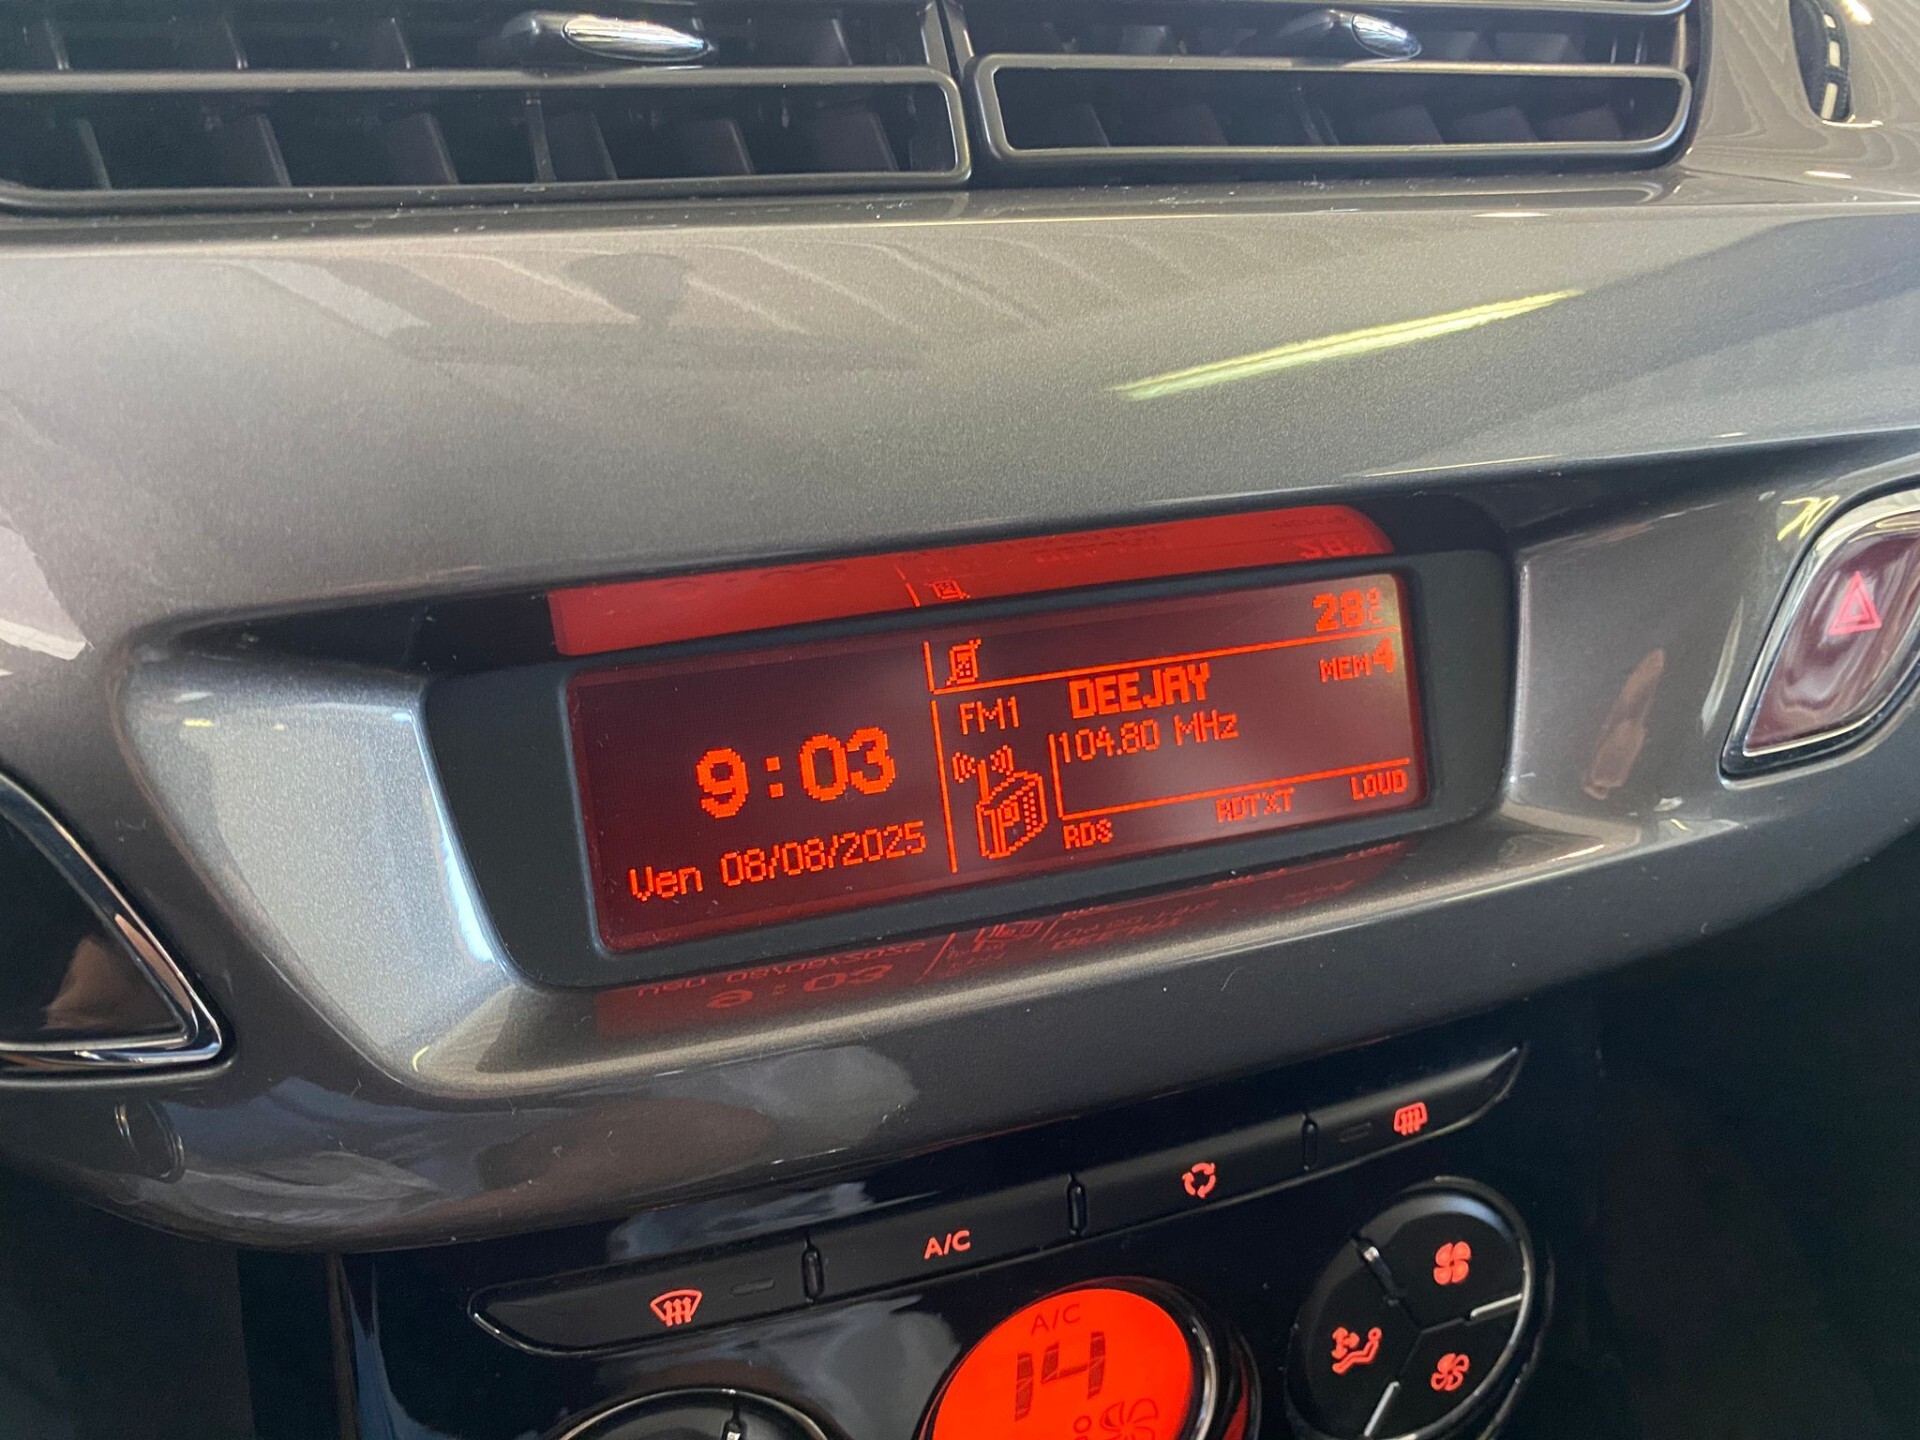 28°C
MEM4
FM1 DEEJAY
104.80 MHz
9:03
Ven 08/08/2025
RDS RDTXT LOUD
A/C
A/C
14